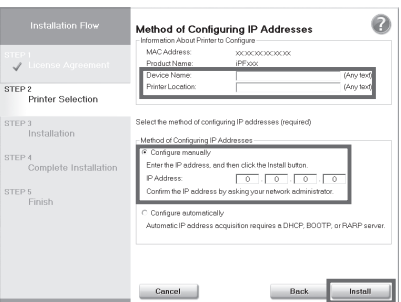 Installation Flow
STEP 1
License Agreement
STEP 2
Printer Selection
STEP 3
Installation
STEP 4
Complete Installation
STEP 5
Finish
Method of Configuring IP Addresses
?
Information About Printer to Configure
MAC Address: xx:xx:xx:xx:xx:xx
Product Name: iPFxxx
Device Name: (Any text)
Printer Location: (Any text)
Select the method of configuring IP addresses (required)
Method of Configuring IP Addresses
Configure manually
Enter the IP address, and then click the Install button.
IP Address: 0 . 0 . 0 . 0
Confirm the IP address by asking your network administrator.
Configure automatically
Automatic IP address acquisition requires a DHCP, BOOTP, or RARP server.
Cancel Back Install